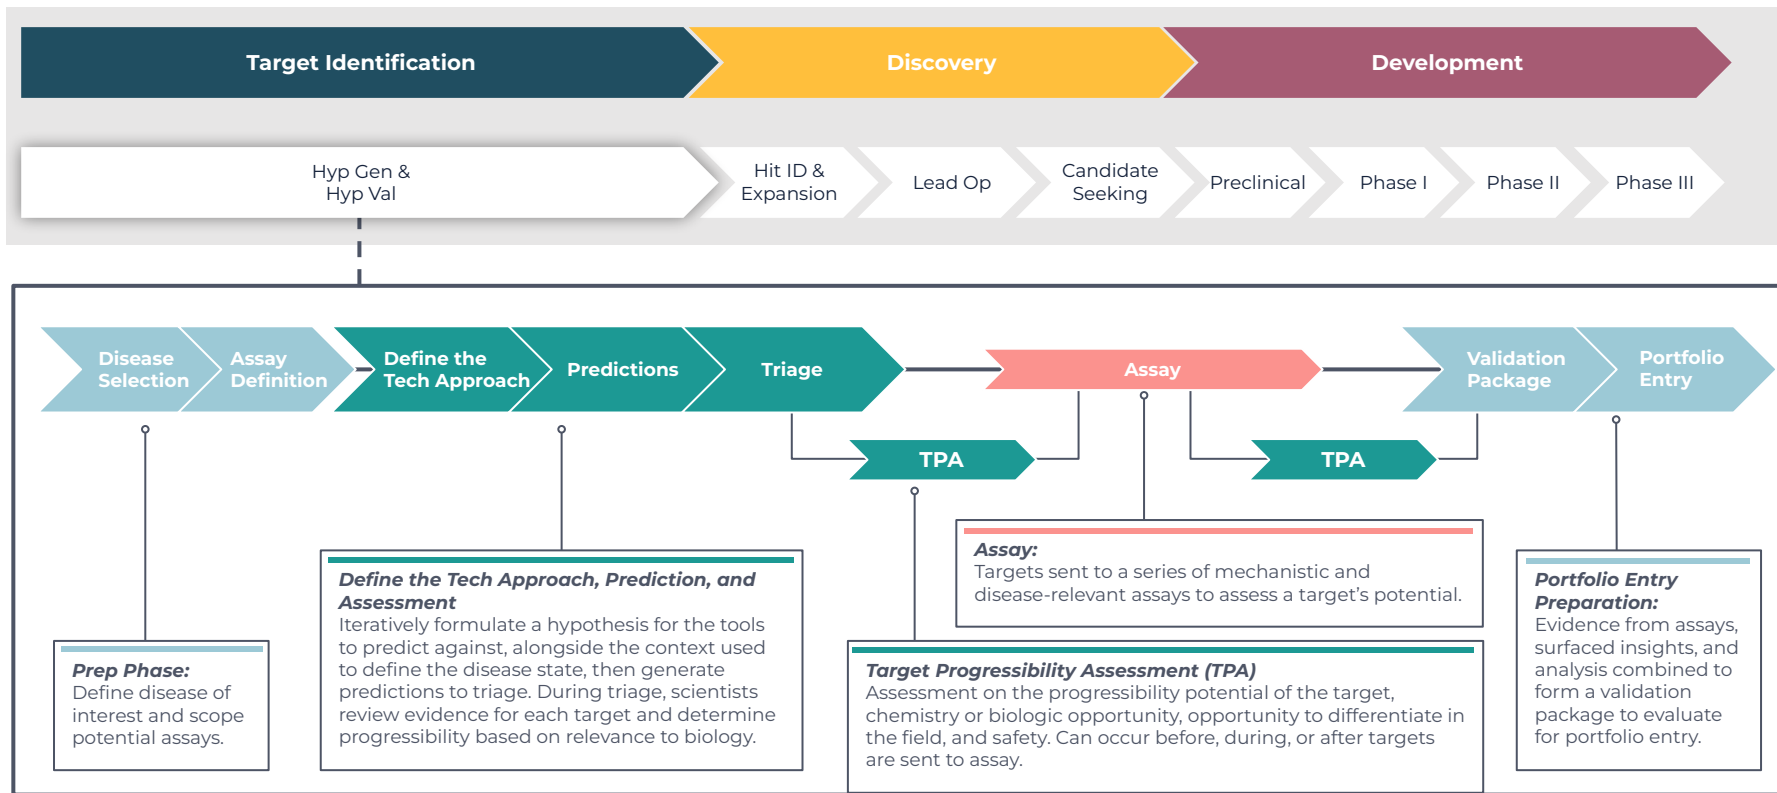 Target Identification
Discovery
Development
Hyp Gen &
Hyp Val
Hit ID &
Expansion
Lead Op
Candidate
Seeking
Preclinical
Phase I
Phase II
Phase III
Disease
Selection
Assay
Definition
Define the
Tech Approach
Predictions
Triage
Assay
Validation
Package
Portfolio
Entry
TPA
TPA
Prep Phase:
Define disease of
interest and scope
potential assays.
Define the Tech Approach, Prediction, and
Assessment
Iteratively formulate a hypothesis for the tools
to predict against, alongside the context used
to define the disease state, then generate
predictions to triage. During triage, scientists
review evidence for each target and determine
progressibility based on relevance to biology.
Assay:
Targets sent to a series of mechanistic and
disease-relevant assays to assess a target's potential.
Target Progressibility Assessment (TPA)
Assessment on the progressibility potential of the target,
chemistry or biologic opportunity, opportunity to differentiate in
the field, and safety. Can occur before, during, or after targets
are sent to assay.
Portfolio Entry
Preparation:
Evidence from assays,
surfaced insights, and
analysis combined to
form a validation
package to evaluate
for portfolio entry.